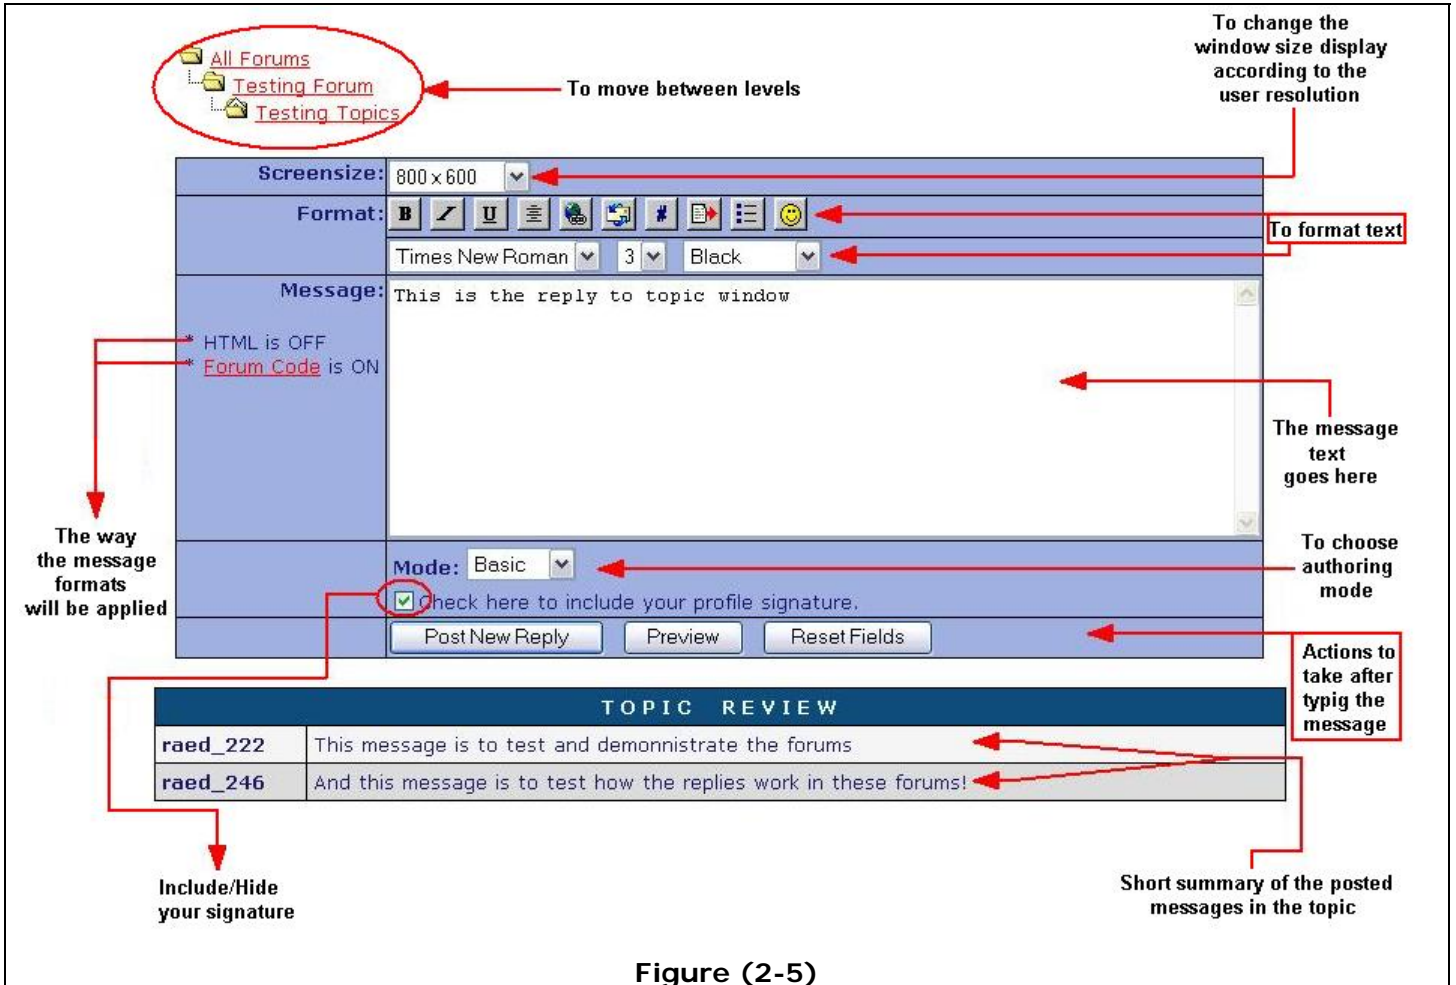 To change the
window size display
according to the
user resolution
All Forums
Testing Forum
Testing Topics
To move between levels
Screensize: 800 x 600
Format: B I U #
To format text
Times New Roman 3 Black
Message: This is the reply to topic window
* HTML is OFF
* Forum Code is ON
The message
text
goes here
The way
the message
formats
will be applied
Mode: Basic
To choose
authoring
mode
Check here to include your profile signature.
Post New Reply Preview Reset Fields
Actions to
take after
typig the
message
TOPIC REVIEW
raed_222 This message is to test and demonnistrate the forums
raed_246 And this message is to test how the replies work in these forums!
Include/Hide
your signature
Short summary of the posted
messages in the topic
Figure (2-5)